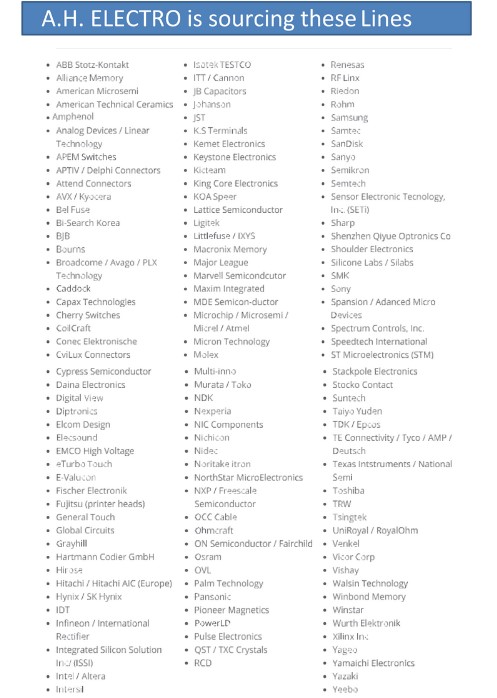 A.H. ELECTRO is sourcing these Lines
• ABB Stotz-Kontakt
• Alliance Memory
• American Microsemi
• American Technical Ceramics
• Amphenol
• Analog Devices / Linear
Technology
• APEM Switches
• APTIV / Delphi Connectors
• Attend Connectors
• AVX / Kyocera
• Bel Fuse
• Bi-Search Korea
• BJB
• Bourns
• Broadcome / Avago / PLX
Technology
• Caddock
• Capax Technologies
• Cherry Switches
• CoilCraft
• Conec Elektronische
• CviLux Connectors
• Cypress Semiconductor
• Daina Electronics
• Digital View
• Diptronics
• Elcom Design
• Elecsound
• EMCO High Voltage
• eTurbo Touch
• E-Valucon
• Fischer Electronik
• Fujitsu (printer heads)
• General Touch
• Global Circuits
• Grayhill
• Hartmann Codier GmbH
• Hirose
• Hitachi / Hitachi AIC (Europe)
• Hynix / SK Hynix
• IDT
• Infineon / International
Rectifier
• Integrated Silicon Solution
Inc/ (ISSI)
• Intel / Altera
• Intersil
• Isotek TESTCO
• ITT / Cannon
• JB Capacitors
• Johanson
• JST
• K.S Terminals
• Kemet Electronics
• Keystone Electronics
• Kicteam
• King Core Electronics
• KOA Speer
• Lattice Semiconductor
• Ligitek
• Littlefuse / IXYS
• Macronix Memory
• Major League
• Marvell Semicondcutor
• Maxim Integrated
• MDE Semicon-ductor
• Microchip / Microsemi /
Micrel / Atmel
• Micron Technology
• Molex
• Multi-inno
• Murata / Toko
• NDK
• Nexperia
• NIC Components
• Nichicon
• Nidec
• Noritake itron
• NorthStar MicroElectronics
• NXP / Freescale
Semiconductor
• OCC Cable
• Ohmcraft
• ON Semiconductor / Fairchild
• Osram
• OVL
• Palm Technology
• Pansonic
• Pioneer Magnetics
• PowerLD
• Pulse Electronics
• QST / TXC Crystals
• RCD
• Renesas
• RF Linx
• Riedon
• Rohm
• Samsung
• Samtec
• SanDisk
• Sanyo
• Semikron
• Semtech
• Sensor Electronic Tecnology,
Inc. (SETi)
• Sharp
• Shenzhen Qiyue Optronics Co
• Shoulder Electronics
• Silicone Labs / Silabs
• SMK
• Sony
• Spansion / Adanced Micro
Devices
• Spectrum Controls, Inc.
• Speedtech International
• ST Microelectronics (STM)
• Stackpole Electronics
• Stocko Contact
• Suntech
• Taiyo Yuden
• TDK / Epcos
• TE Connectivity / Tyco / AMP /
Deutsch
• Texas Intstruments / National
Semi
• Toshiba
• TRW
• Tsingtek
• UniRoyal / RoyalOhm
• Venkel
• Vicor Corp
• Vishay
• Walsin Technology
• Winbond Memory
• Winstar
• Wurth Elektronik
• Xilinx Inc
• Yageo
• Yamaichi Electronics
• Yazaki
• Yeebo